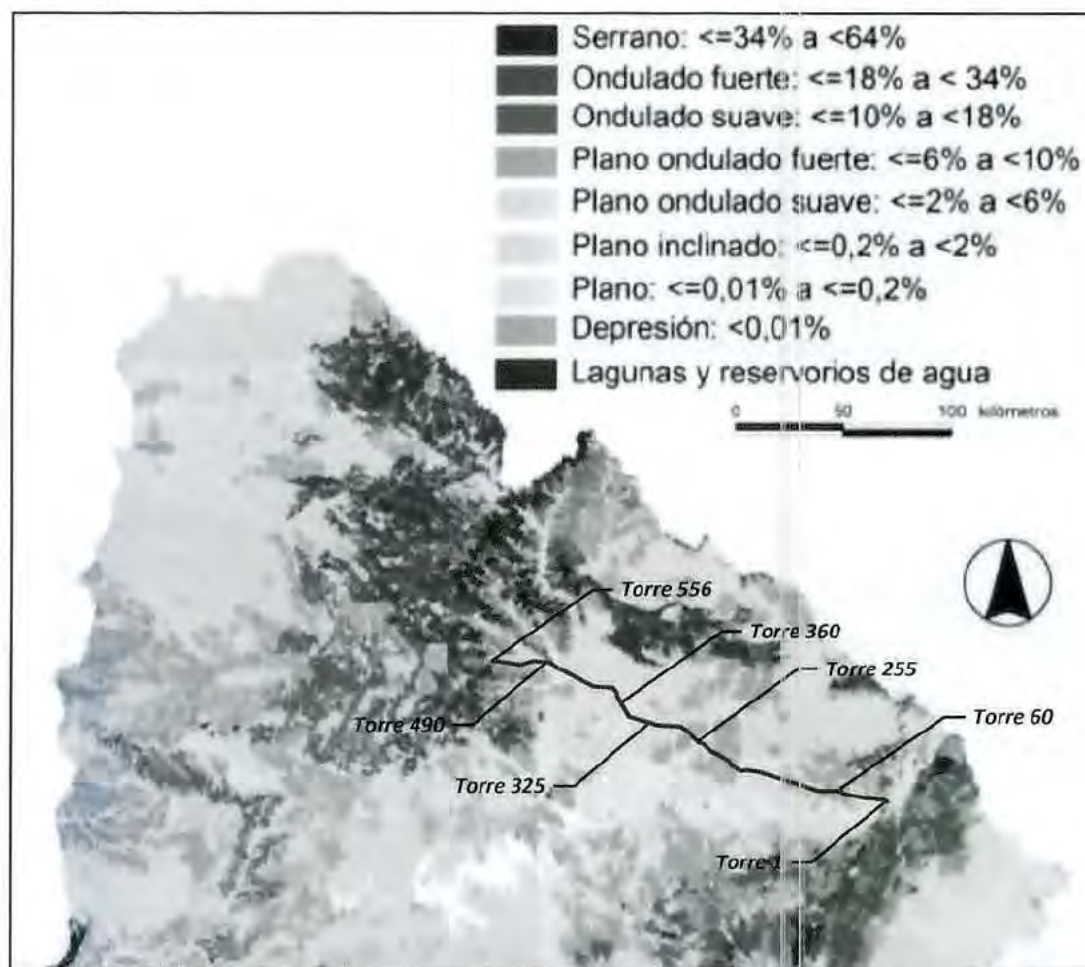 Serrano: <=34% a <64%
Ondulado fuerte: <=18% a < 34%
Ondulado suave: <=10% a <18%
Plano ondulado fuerte: <=6% a <10%
Plano ondulado suave: <=2% a <6%
Plano inclinado: <=0,2% a <2%
Plano: <=0,01% a <=0,2%
Depresión: <0,01%
Lagunas y reservorios de agua
0 50 100 kilómetros
Torre 556
Torre 360
Torre 255
Torre 490
Torre 60
Torre 325
Torre 1